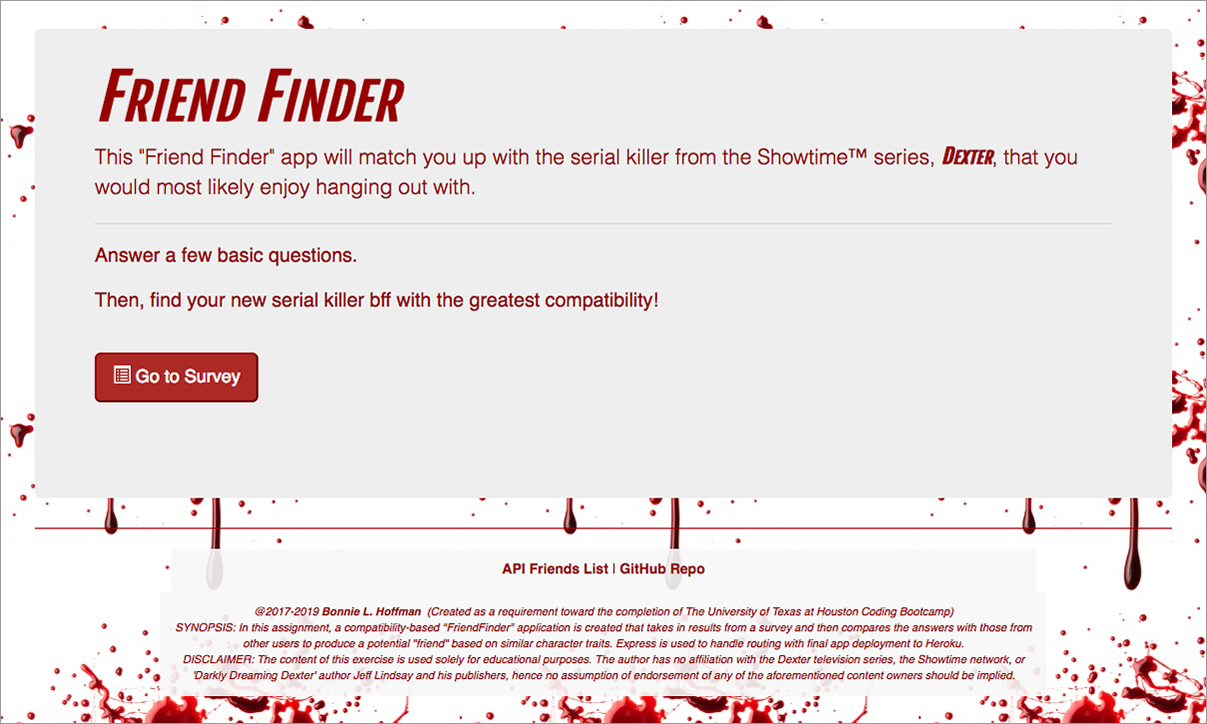 Friend Finder
This "Friend Finder" app will match you up with the serial killer from the Showtime™ series, Dexter, that you
would most likely enjoy hanging out with.
Answer a few basic questions.
Then, find your new serial killer bff with the greatest compatibility!
Go to Survey
API Friends List | GitHub Repo
@2017-2019 Bonnie L. Hoffman (Created as a requirement toward the completion of The University of Texas at Houston Coding Bootcamp)
SYNOPSIS: In this assignment, a compatibility-based "FriendFinder" application is created that takes in results from a survey and then compares the answers with those from
other users to produce a potential "friend" based on similar character traits. Express is used to handle routing with final app deployment to Heroku.
DISCLAIMER: The content of this exercise is used solely for educational purposes. The author has no affiliation with the Dexter television series, the Showtime network, or
'Darkly Dreaming Dexter' author Jeff Lindsay and his publishers, hence no assumption of endorsement of any of the aforementioned content owners should be implied.